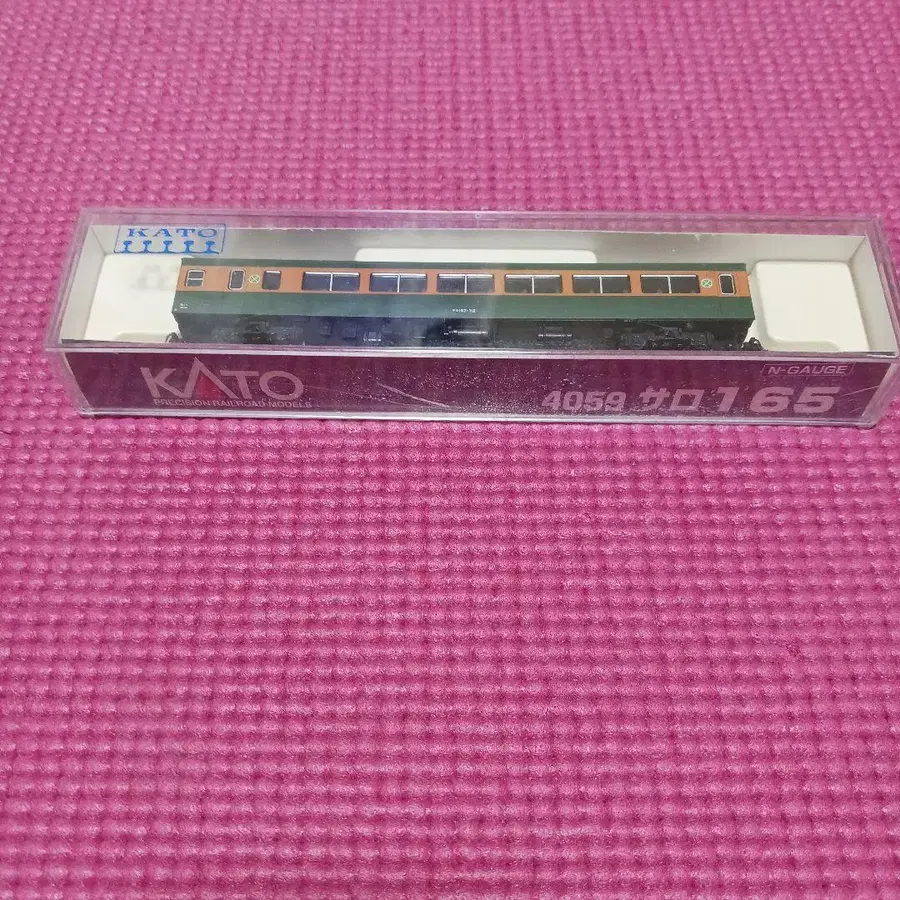 KATO
KATO
PRECISION RAILROAD MODELS
N-GAUGE
4059 サロ165